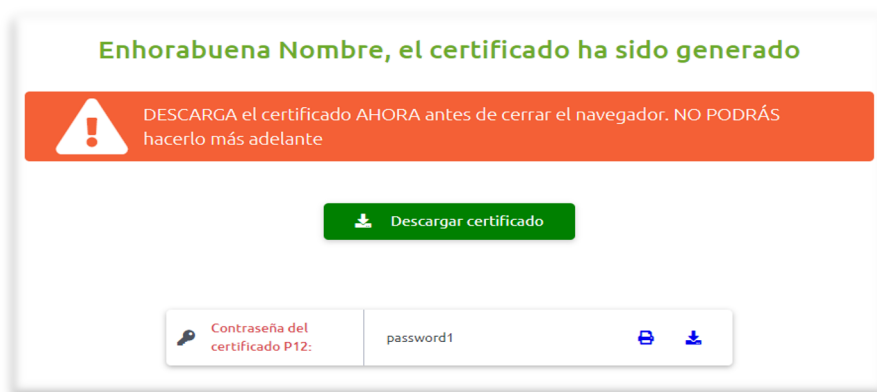 Enhorabuena Nombre, el certificado ha sido generado
DESCARGA el certificado AHORA antes de cerrar el navegador. NO PODRÁS
hacerlo más adelante
Descargar certificado
Contraseña del
certificado P12:
password1